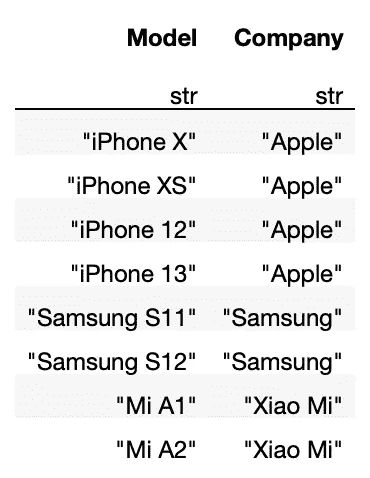 Model Company
str str
"iPhone X" "Apple"
"iPhone XS" "Apple"
"iPhone 12" "Apple"
"iPhone 13" "Apple"
"Samsung S11" "Samsung"
"Samsung S12" "Samsung"
"Mi A1" "Xiao Mi"
"Mi A2" "Xiao Mi"